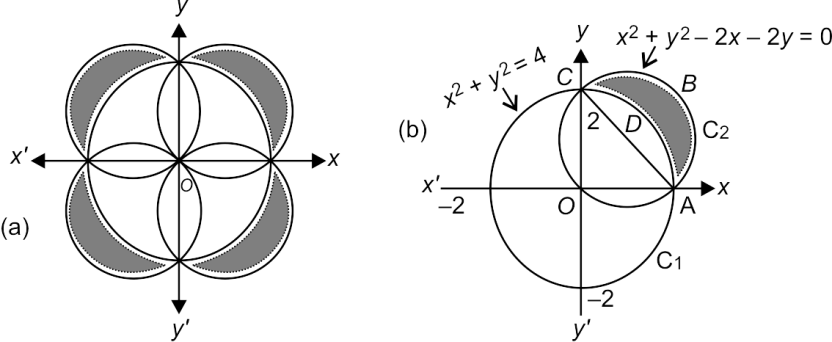 y
x′
x
O
(a)
y′
y
x² + y² – 2x – 2y = 0
x² + y² = 4
C
B
(b)
2
D
C₂
x′
x
–2
O
A
C₁
–2
y′